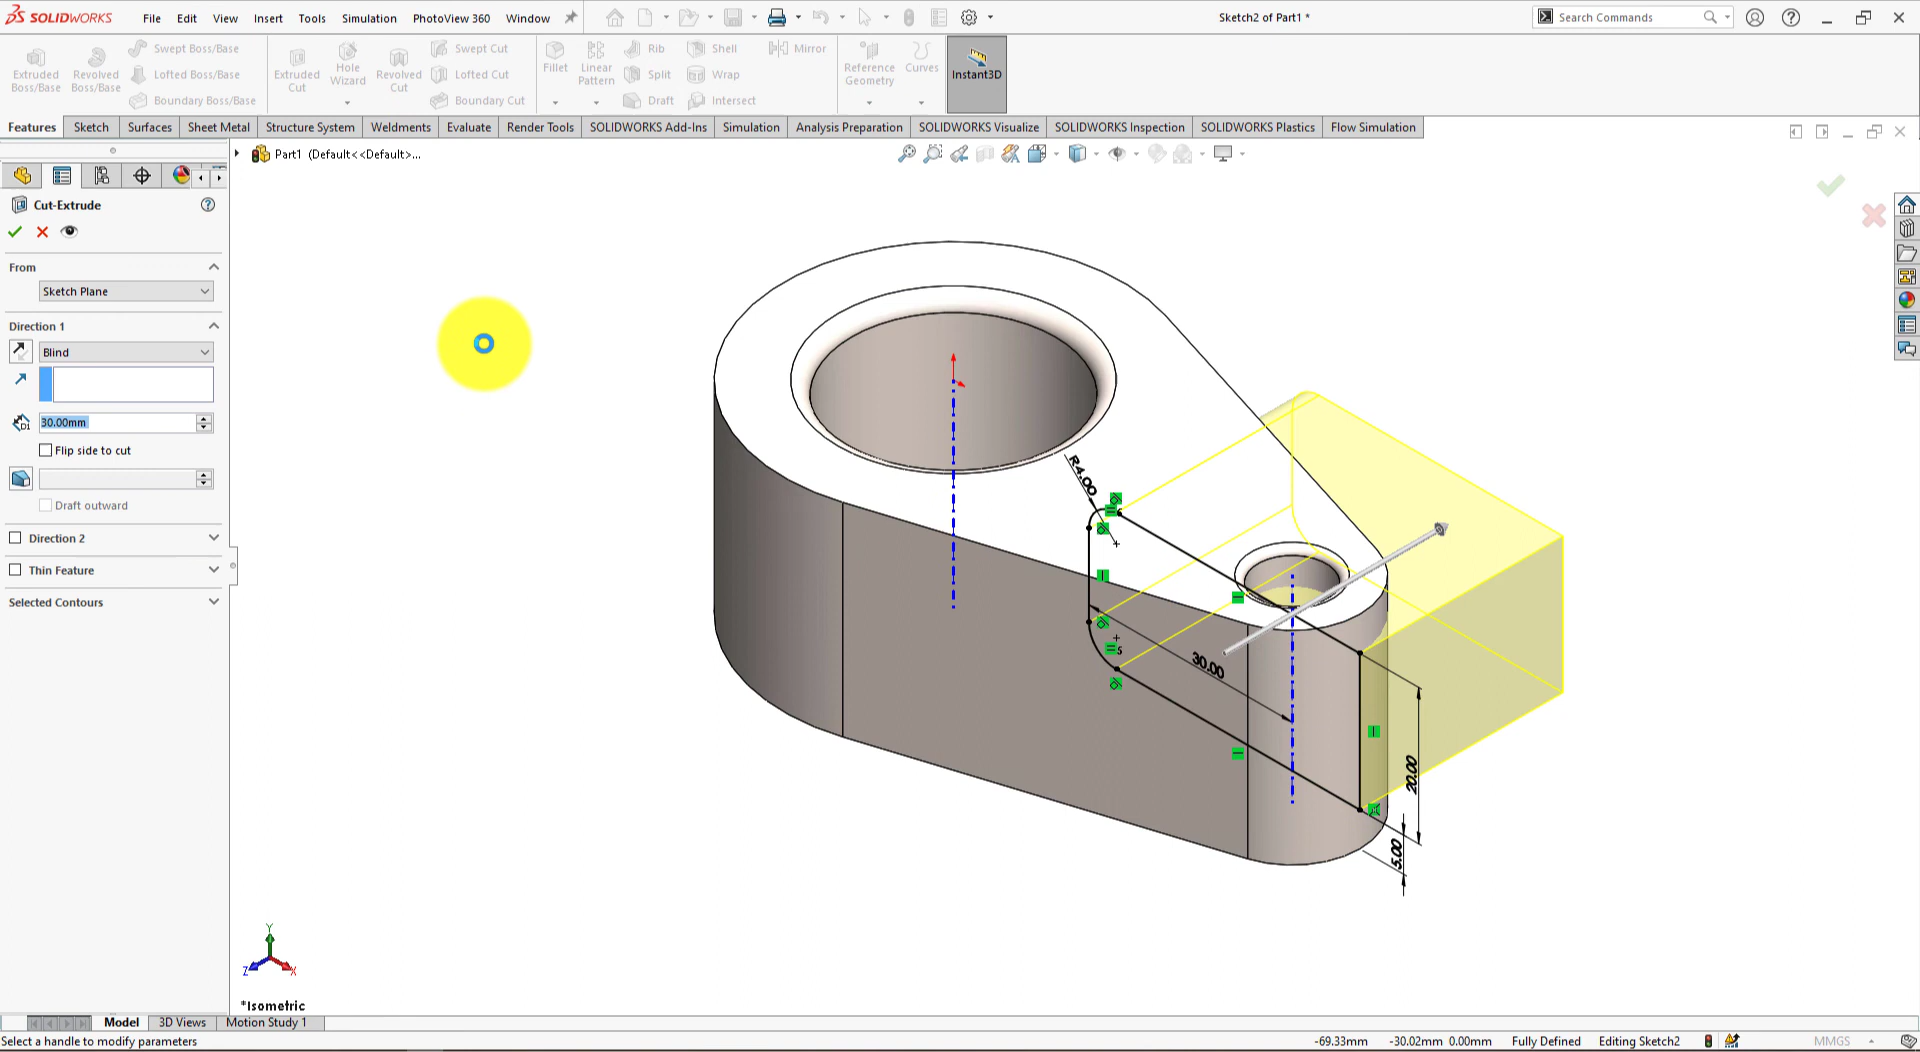 SOLIDWORKS File Edit View Insert Tools Simulation PhotoView 360 Window Sketch2 of Part1 * Search Commands
Extruded Boss/Base
Revolved Boss/Base
Swept Boss/Base
Lofted Boss/Base
Boundary Boss/Base
Extruded Cut
Hole Wizard
Revolved Cut
Swept Cut
Lofted Cut
Boundary Cut
Fillet
Linear Pattern
Rib
Split
Draft
Shell
Wrap
Intersect
Mirror
Reference Geometry
Curves
Instant3D
Features Sketch Surfaces Sheet Metal Structure System Weldments Evaluate Render Tools SOLIDWORKS Add-Ins Simulation Analysis Preparation SOLIDWORKS Visualize SOLIDWORKS Inspection SOLIDWORKS Plastics Flow Simulation
Part1 (Default<<Default>...
Cut-Extrude
From
Sketch Plane
Direction 1
Blind
D1 30.00mm
Flip side to cut
Draft outward
Direction 2
Thin Feature
Selected Contours
R4.00
30.00
20.00
5.00
Y
Z X
*Isometric
Model 3D Views Motion Study 1
Select a handle to modify parameters -69.33mm -30.02mm 0.00mm Fully Defined Editing Sketch2 MMGS